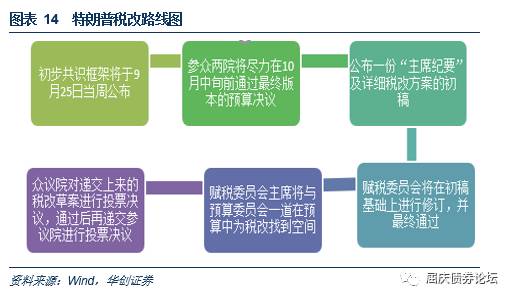 图表 14 特朗普税改路线图
初步共识框架将于9
月25日当周公布
参众两院将尽力在10
月中旬前通过最终版
本的预算决议
公布一份“主席纪要”
及详细税改方案的初
稿
赋税委员会将在初稿
基础上进行修订，并
最终通过
赋税委员会主席将与
预算委员会一道在预
算中为税改找到空间
众议院对递交上来的
税改草案进行投票决
议，通过后再递交参
议院进行投票决议
资料来源：Wind，华创证券
屈庆债券论坛